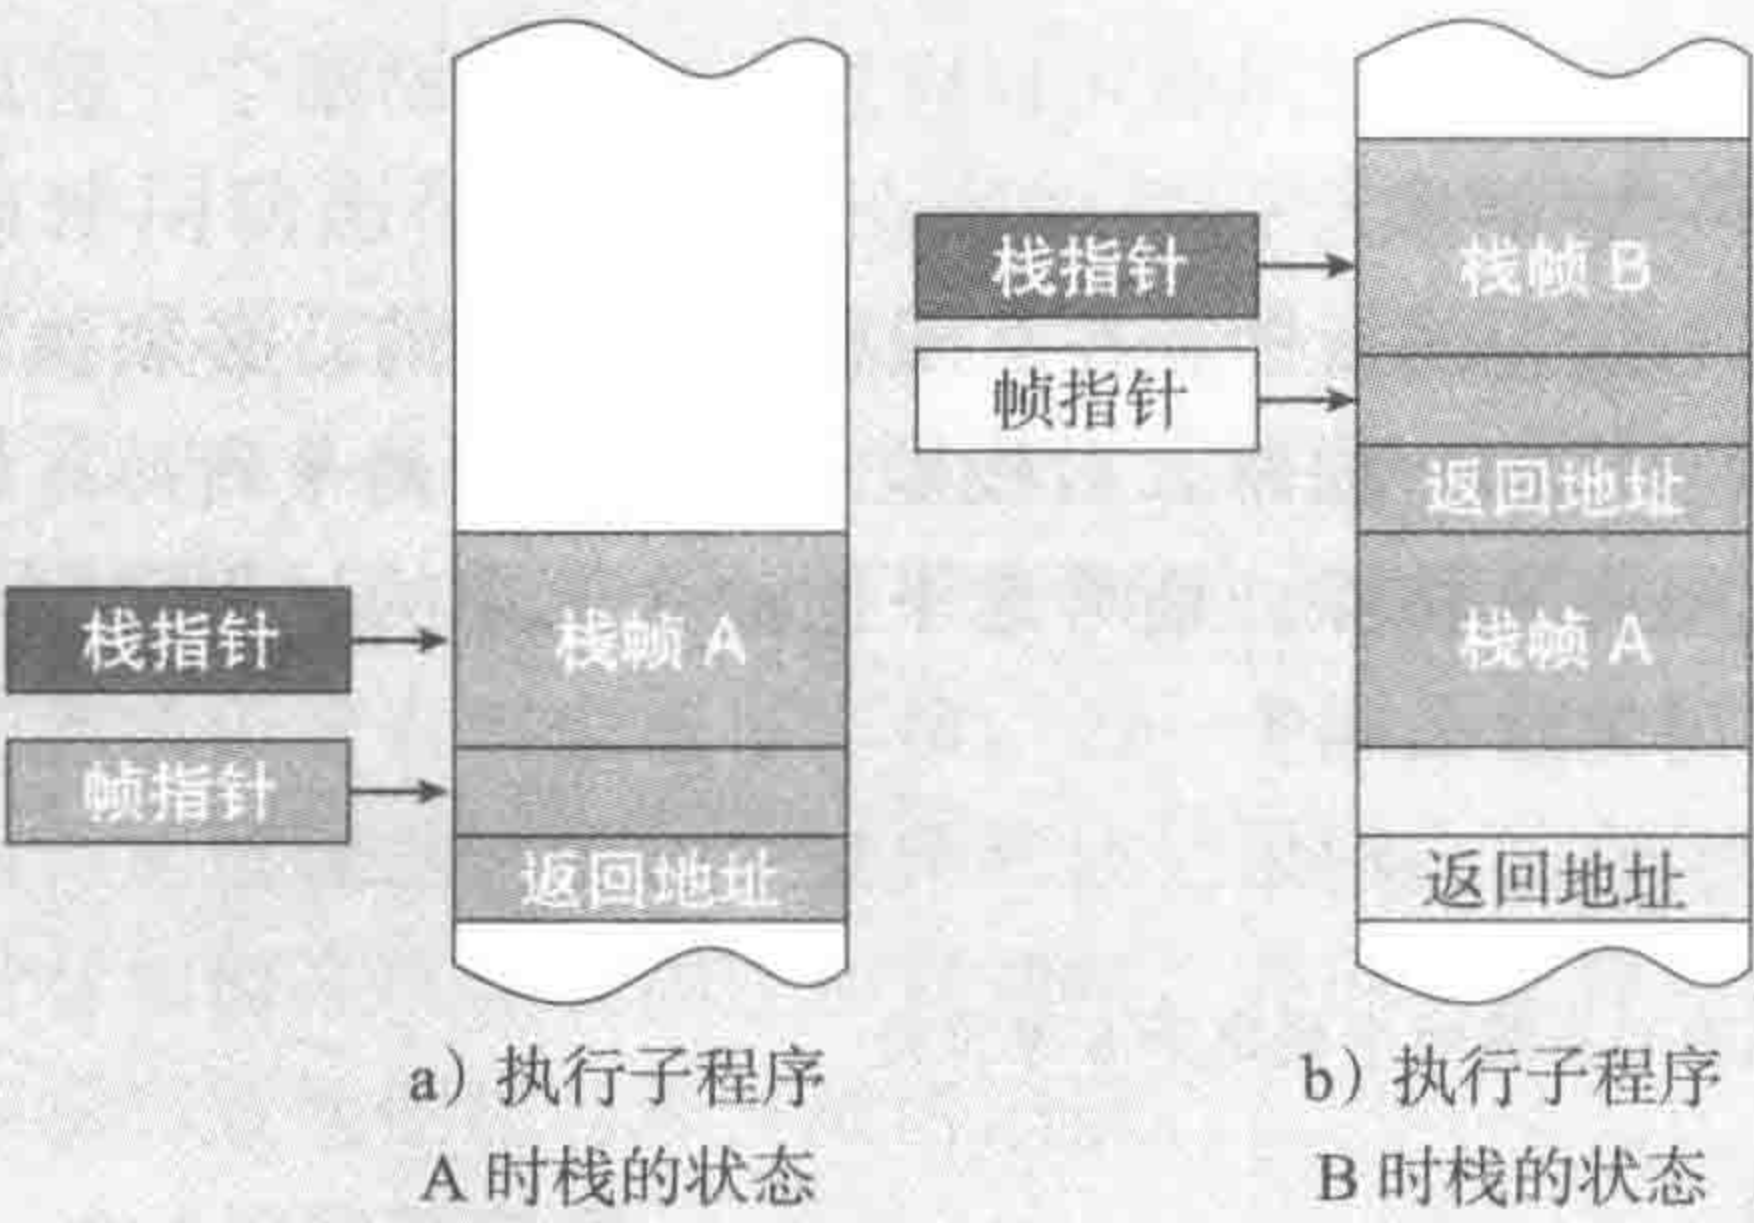 栈指针
栈帧 B
帧指针
返回地址
栈指针
栈帧 A
栈帧 A
帧指针
返回地址
返回地址
a）执行子程序
A 时栈的状态
b）执行子程序
B 时栈的状态